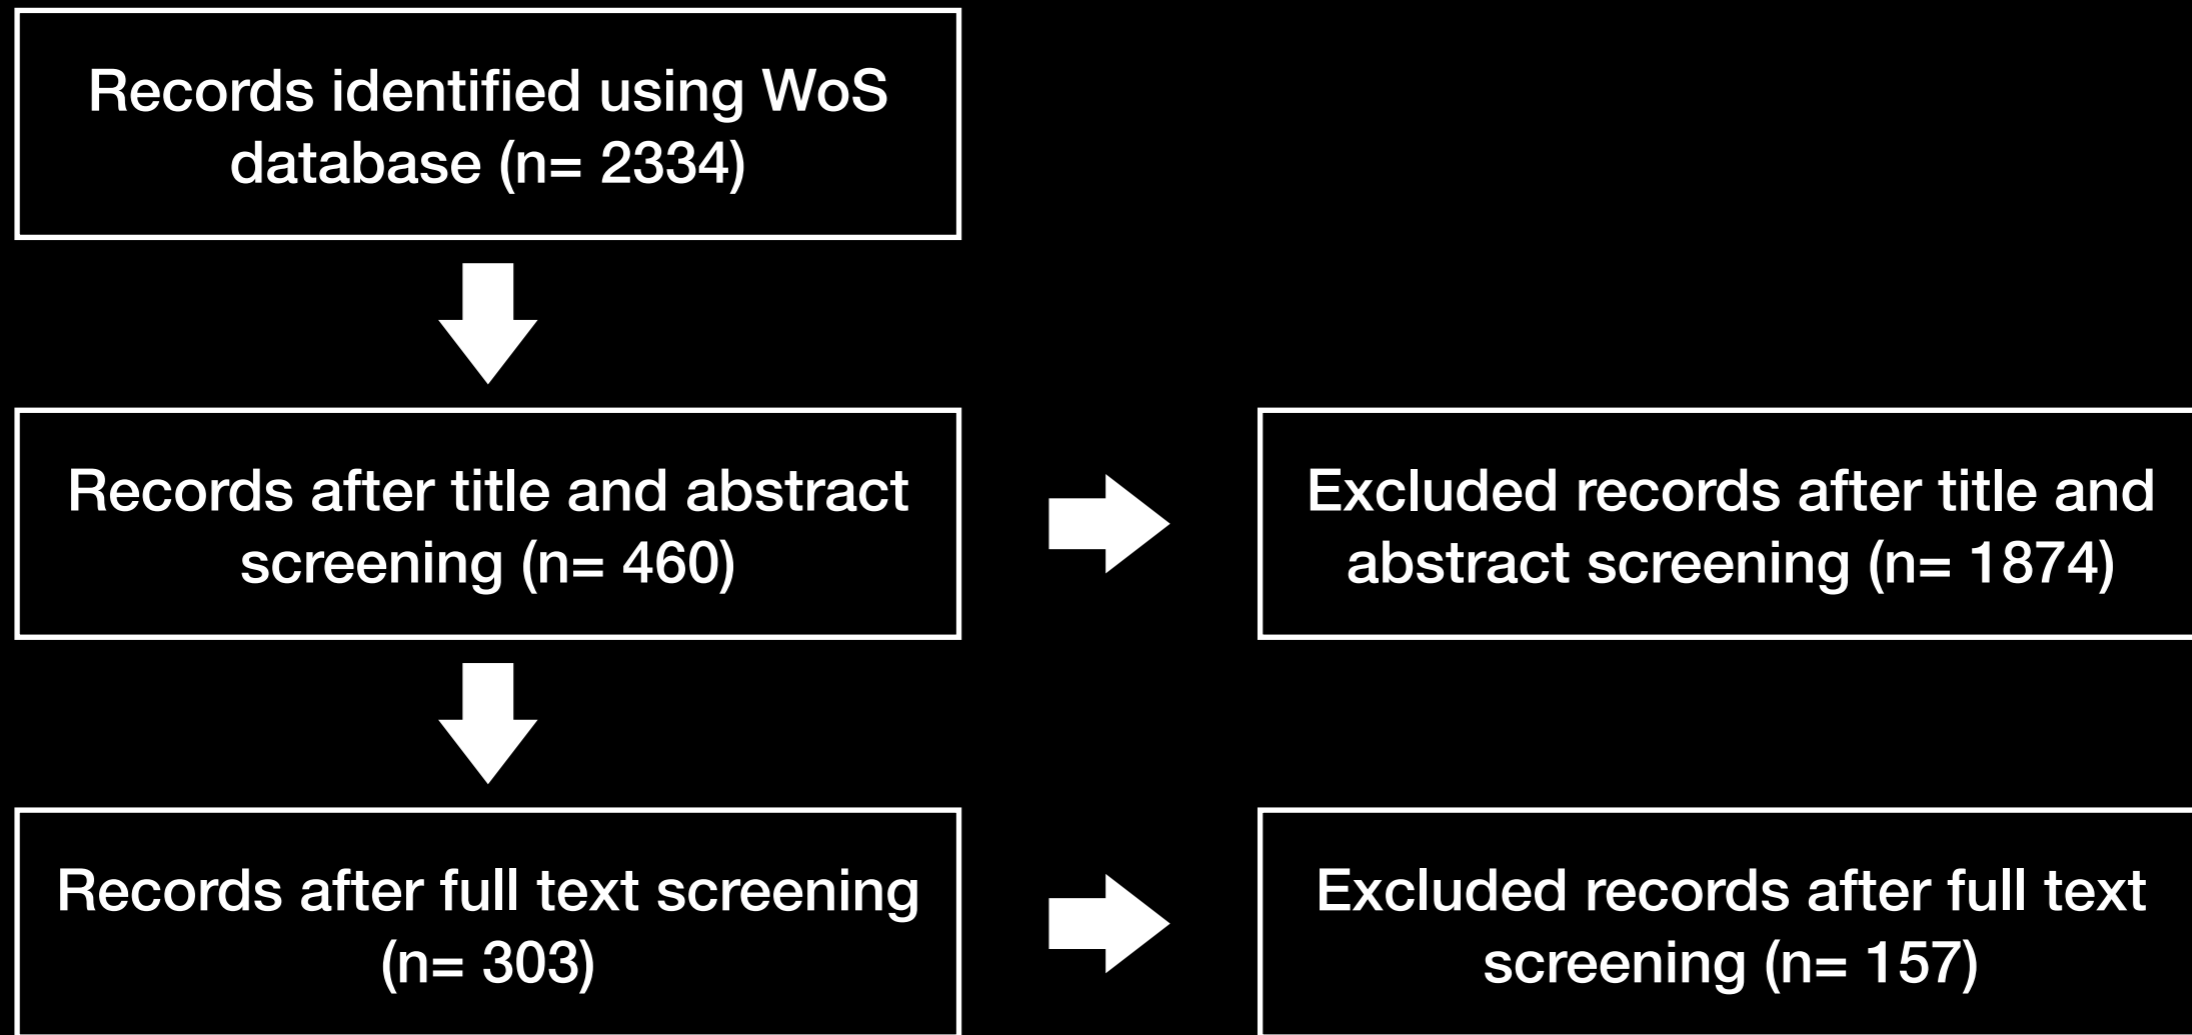 Records identified using WoS
database (n= 2334)
Records after title and abstract
screening (n= 460)
Excluded records after title and
abstract screening (n= 1874)
Records after full text screening
(n= 303)
Excluded records after full text
screening (n= 157)